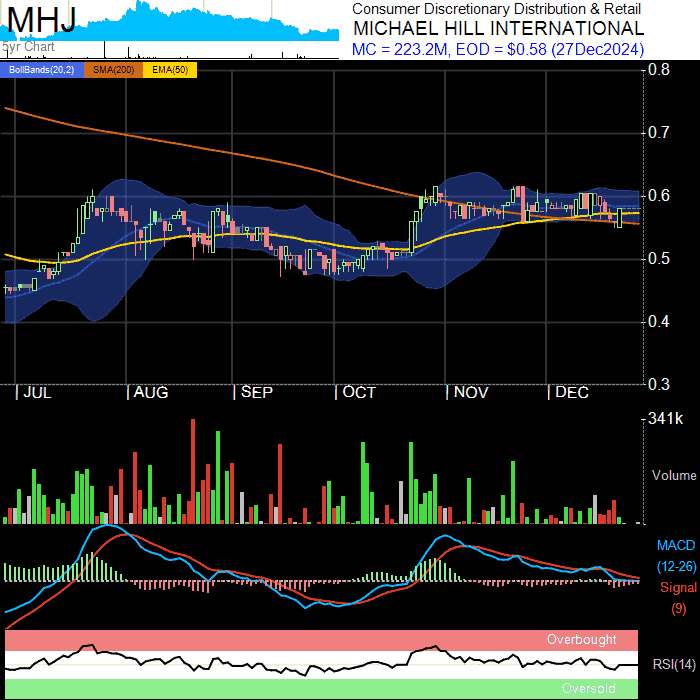 MHJ
5yr Chart
Consumer Discretionary Distribution & Retail
MICHAEL HILL INTERNATIONAL
MC = 223.2M, EOD = $0.58 (27Dec2024)
BollBands(20,2) SMA(200) EMA(50)
0.8
0.7
0.6
0.5
0.4
0.3
JUL AUG SEP OCT NOV DEC
341k
Volume
MACD
(12-26)
Signal
(9)
Overbought
RSI(14)
Oversold